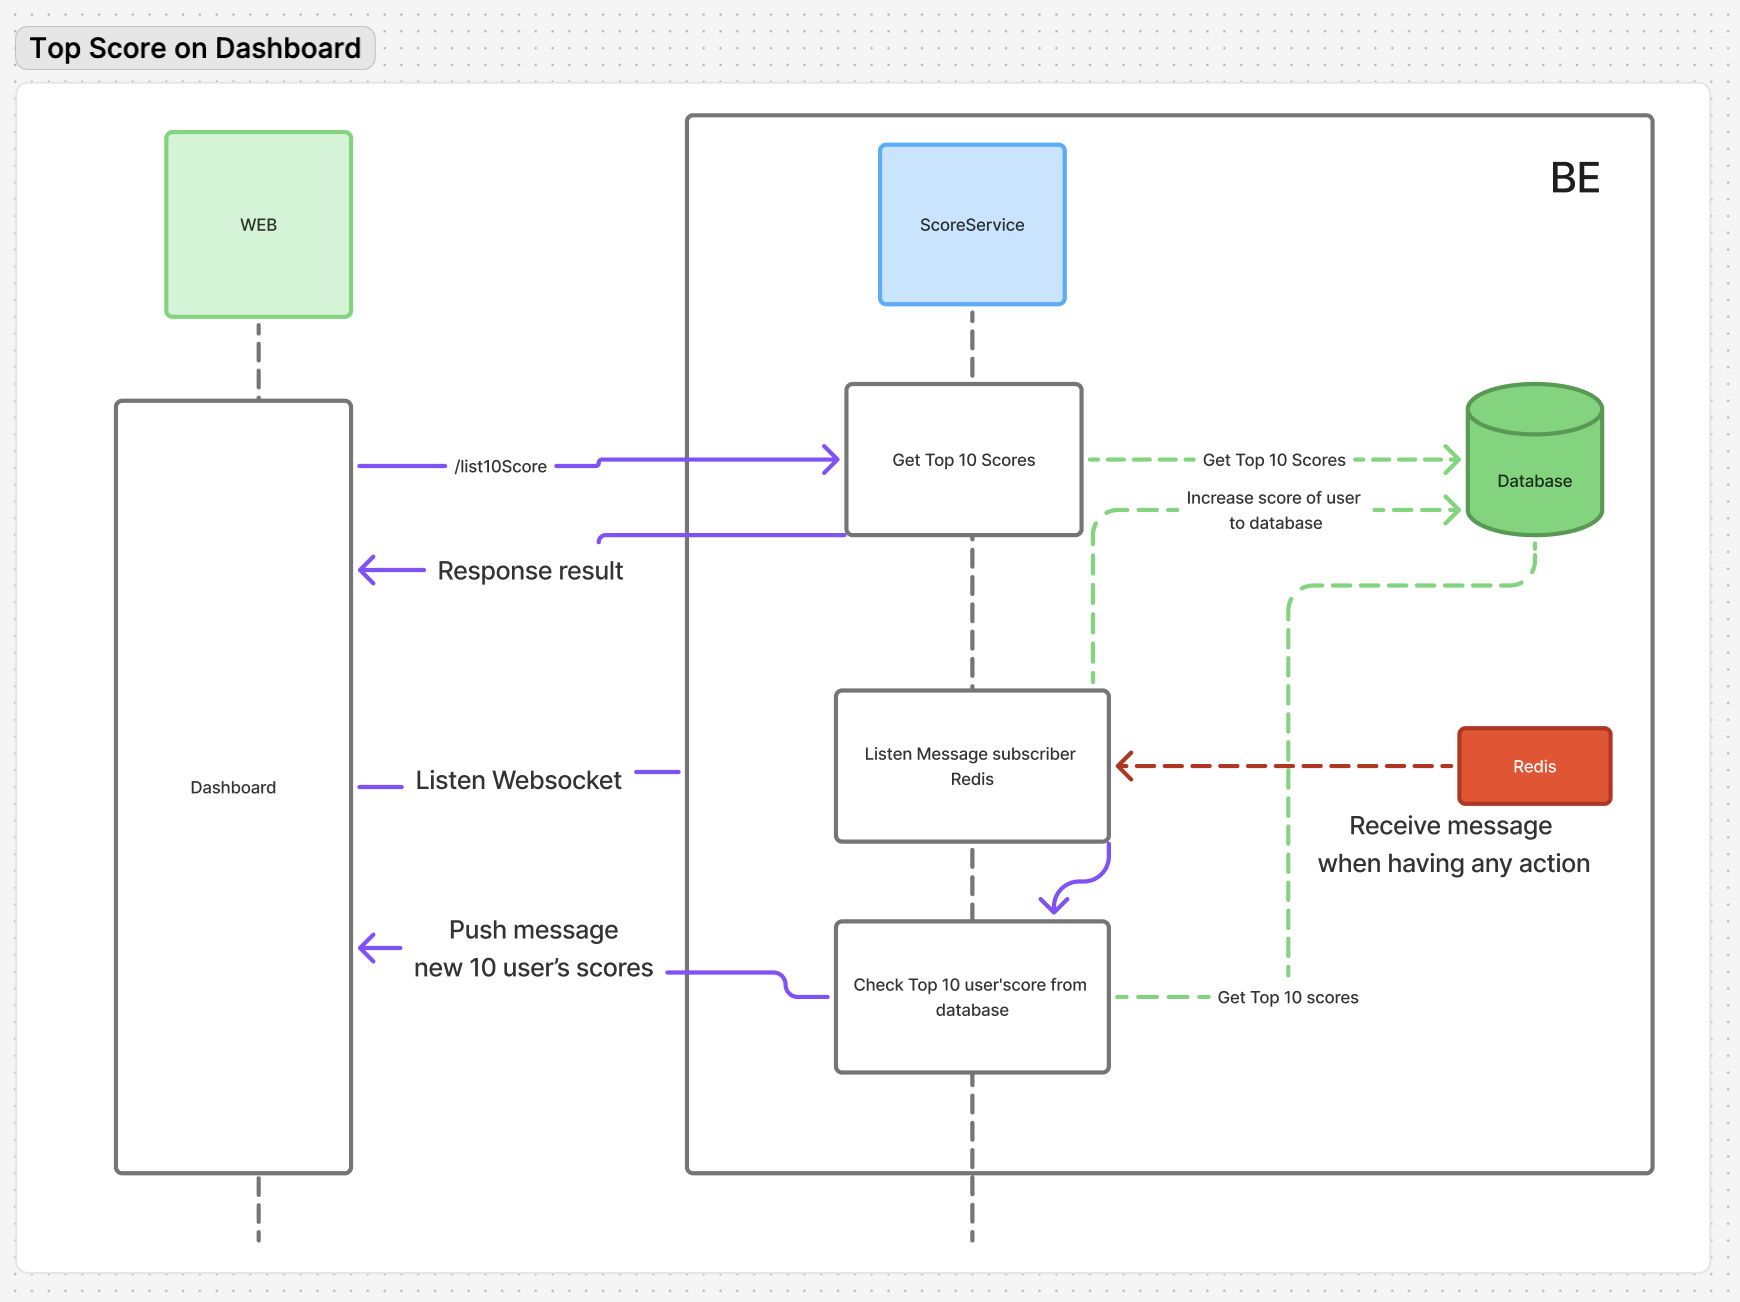 Top Score on Dashboard
WEB
ScoreService
BE
/list10Score
Get Top 10 Scores
Get Top 10 Scores
Database
Increase score of user
to database
Response result
Dashboard
Listen Websocket
Listen Message subscriber
Redis
Redis
Receive message
when having any action
Push message
new 10 user’s scores
Check Top 10 user'score from
database
Get Top 10 scores